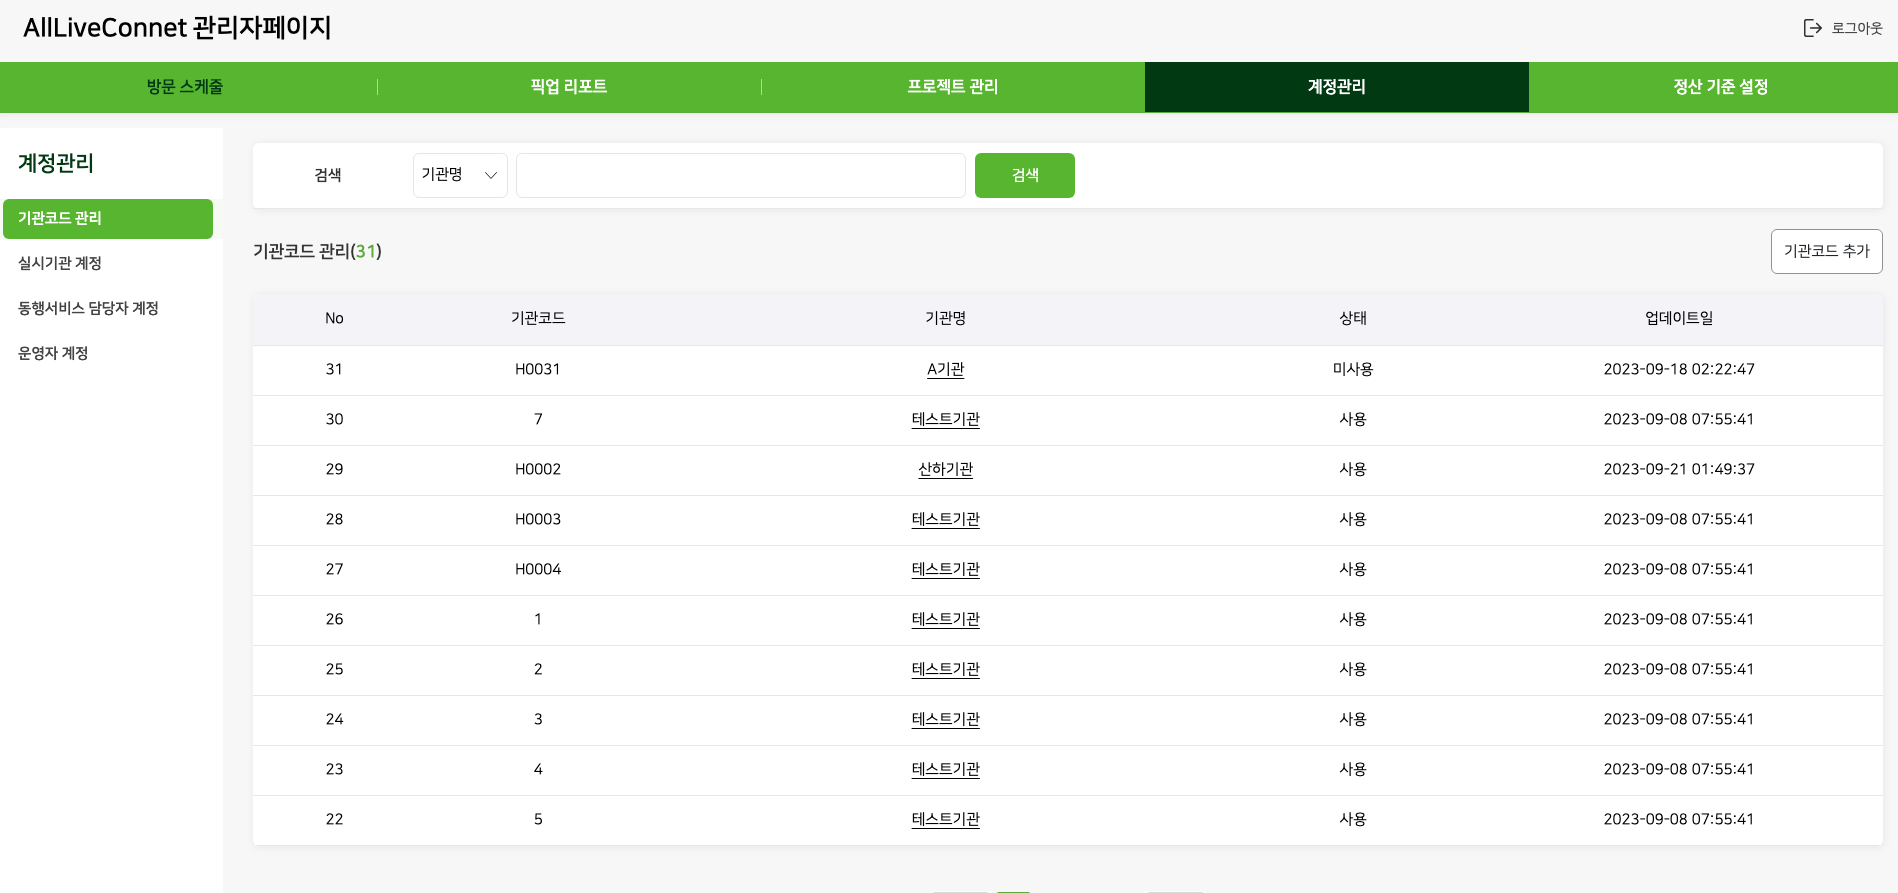 AllLiveConnet 관리자페이지
로그아웃
방문 스케줄 픽업 리포트 프로젝트 관리 계정관리 정산 기준 설정
계정관리
기관코드 관리
실시기관 계정
동행서비스 담당자 계정
운영자 계정
검색 기관명 검색
기관코드 관리(31) 기관코드 추가
No 기관코드 기관명 상태 업데이트일
31 H0031 A기관 미사용 2023-09-18 02:22:47
30 7 테스트기관 사용 2023-09-08 07:55:41
29 H0002 산하기관 사용 2023-09-21 01:49:37
28 H0003 테스트기관 사용 2023-09-08 07:55:41
27 H0004 테스트기관 사용 2023-09-08 07:55:41
26 1 테스트기관 사용 2023-09-08 07:55:41
25 2 테스트기관 사용 2023-09-08 07:55:41
24 3 테스트기관 사용 2023-09-08 07:55:41
23 4 테스트기관 사용 2023-09-08 07:55:41
22 5 테스트기관 사용 2023-09-08 07:55:41